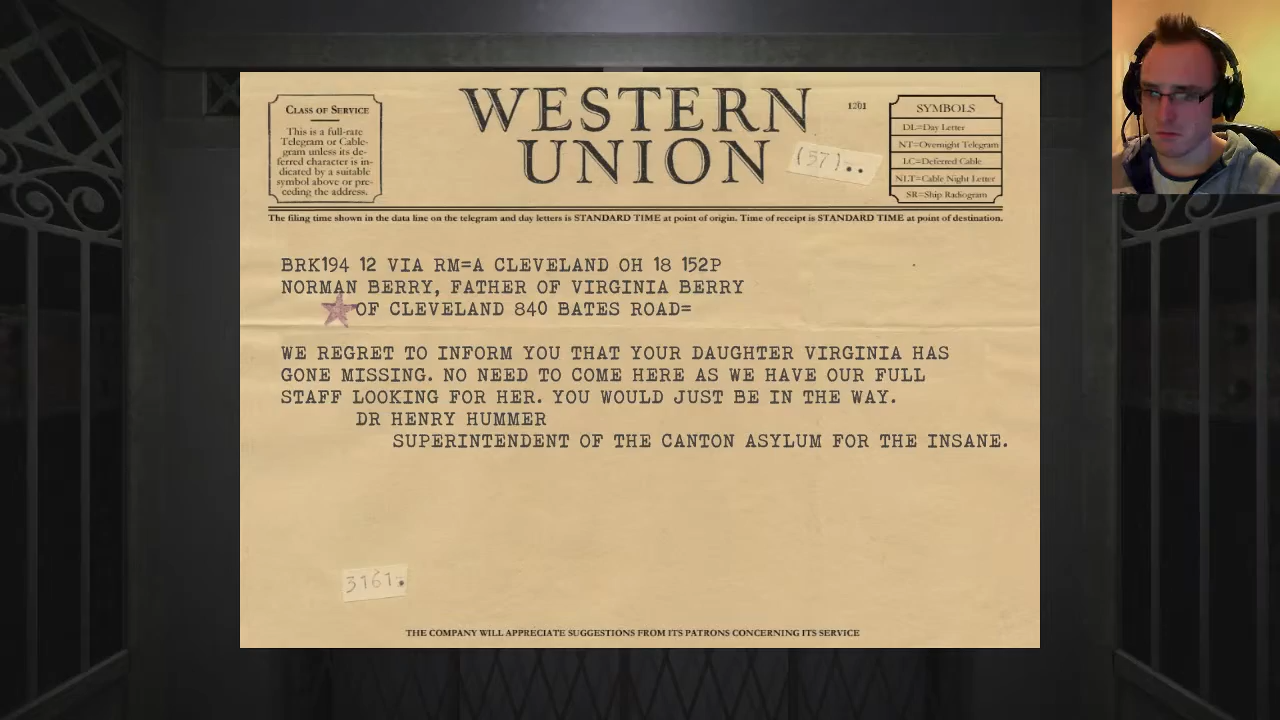 CLASS OF SERVICE
This is a full-rate
Telegram or Cable-
gram unless its de-
ferred character is in-
dicated by a suitable
symbol above or pre-
ceding the address.
WESTERN
UNION
1201
(57)..
SYMBOLS
DL=Day Letter
NT=Overnight Telegram
LC=Deferred Cable
NLT=Cable Night Letter
SR=Ship Radiogram
The filing time shown in the data line on the telegram and day letters is STANDARD TIME at point of origin. Time of receipt is STANDARD TIME at point of destination.
BRK194 12 VIA RM=A CLEVELAND OH 18 152P
NORMAN BERRY, FATHER OF VIRGINIA BERRY
OF CLEVELAND 840 BATES ROAD=
WE REGRET TO INFORM YOU THAT YOUR DAUGHTER VIRGINIA HAS
GONE MISSING. NO NEED TO COME HERE AS WE HAVE OUR FULL
STAFF LOOKING FOR HER. YOU WOULD JUST BE IN THE WAY.
DR HENRY HUMMER
SUPERINTENDENT OF THE CANTON ASYLUM FOR THE INSANE.
3161.
THE COMPANY WILL APPRECIATE SUGGESTIONS FROM ITS PATRONS CONCERNING ITS SERVICE